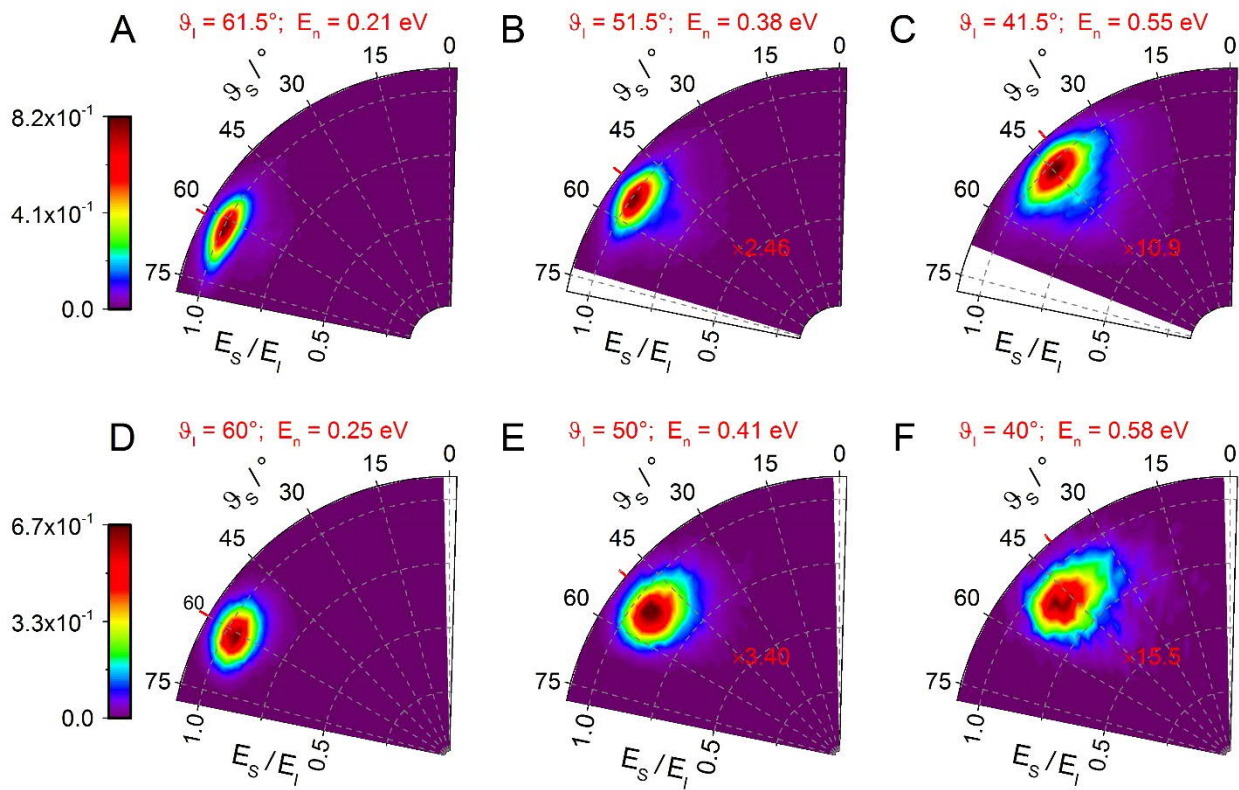 A
ϑI = 61.5°; En = 0.21 eV
8.2x10-1
4.1x10-1
0.0
ϑS / °
0
15
30
45
60
75
1.0
0.5
ES / EI
B
ϑI = 51.5°; En = 0.38 eV
ϑS / °
0
15
30
45
60
75
×2.46
1.0
0.5
ES / EI
C
ϑI = 41.5°; En = 0.55 eV
ϑS / °
0
15
30
45
60
75
×10.9
1.0
0.5
ES / EI
D
ϑI = 60°; En = 0.25 eV
6.7x10-1
3.3x10-1
0.0
ϑS / °
0
15
30
45
60
75
1.0
0.5
ES / EI
E
ϑI = 50°; En = 0.41 eV
ϑS / °
0
15
30
45
60
75
×3.40
1.0
0.5
ES / EI
F
ϑI = 40°; En = 0.58 eV
ϑS / °
0
15
30
45
60
75
×15.5
1.0
0.5
ES / EI